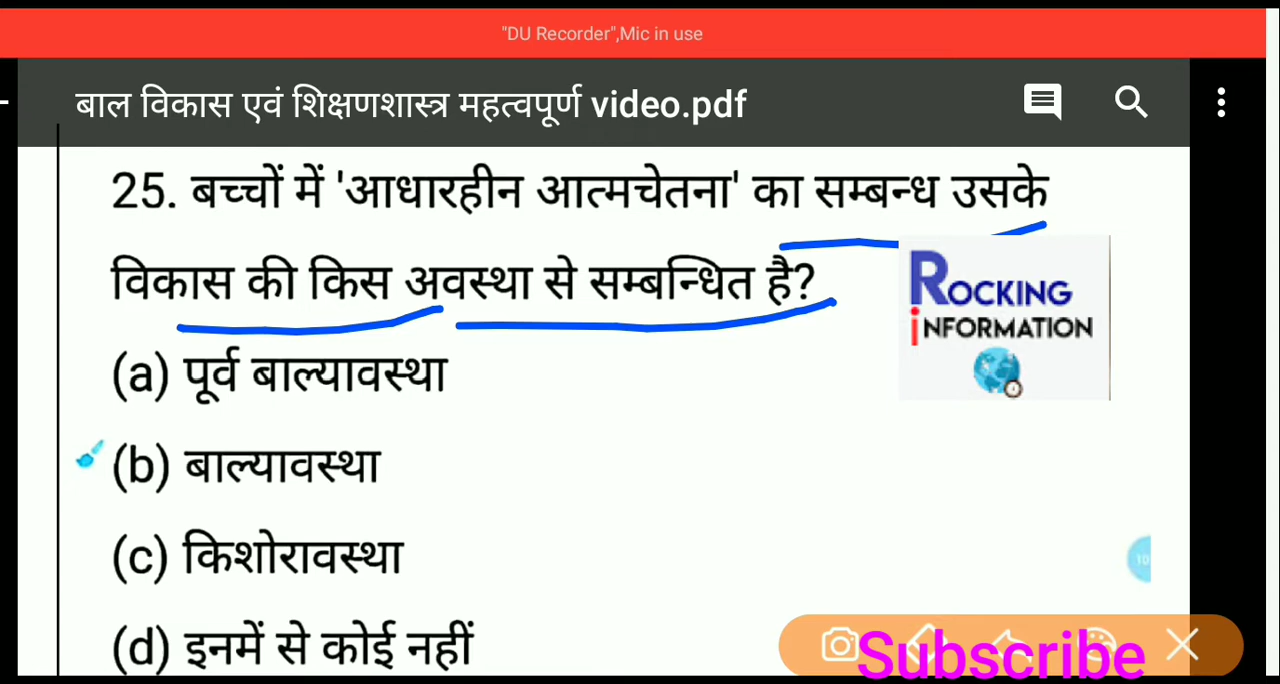 "DU Recorder",Mic in use
बाल विकास एवं शिक्षणशास्त्र महत्वपूर्ण video.pdf
25. बच्चों में 'आधारहीन आत्मचेतना' का सम्बन्ध उसके
विकास की किस अवस्था से सम्बन्धित है?
ROCKING
iNFORMATION
(a) पूर्व बाल्यावस्था
(b) बाल्यावस्था
(c) किशोरावस्था
10
(d) इनमें से कोई नहीं
Subscribe